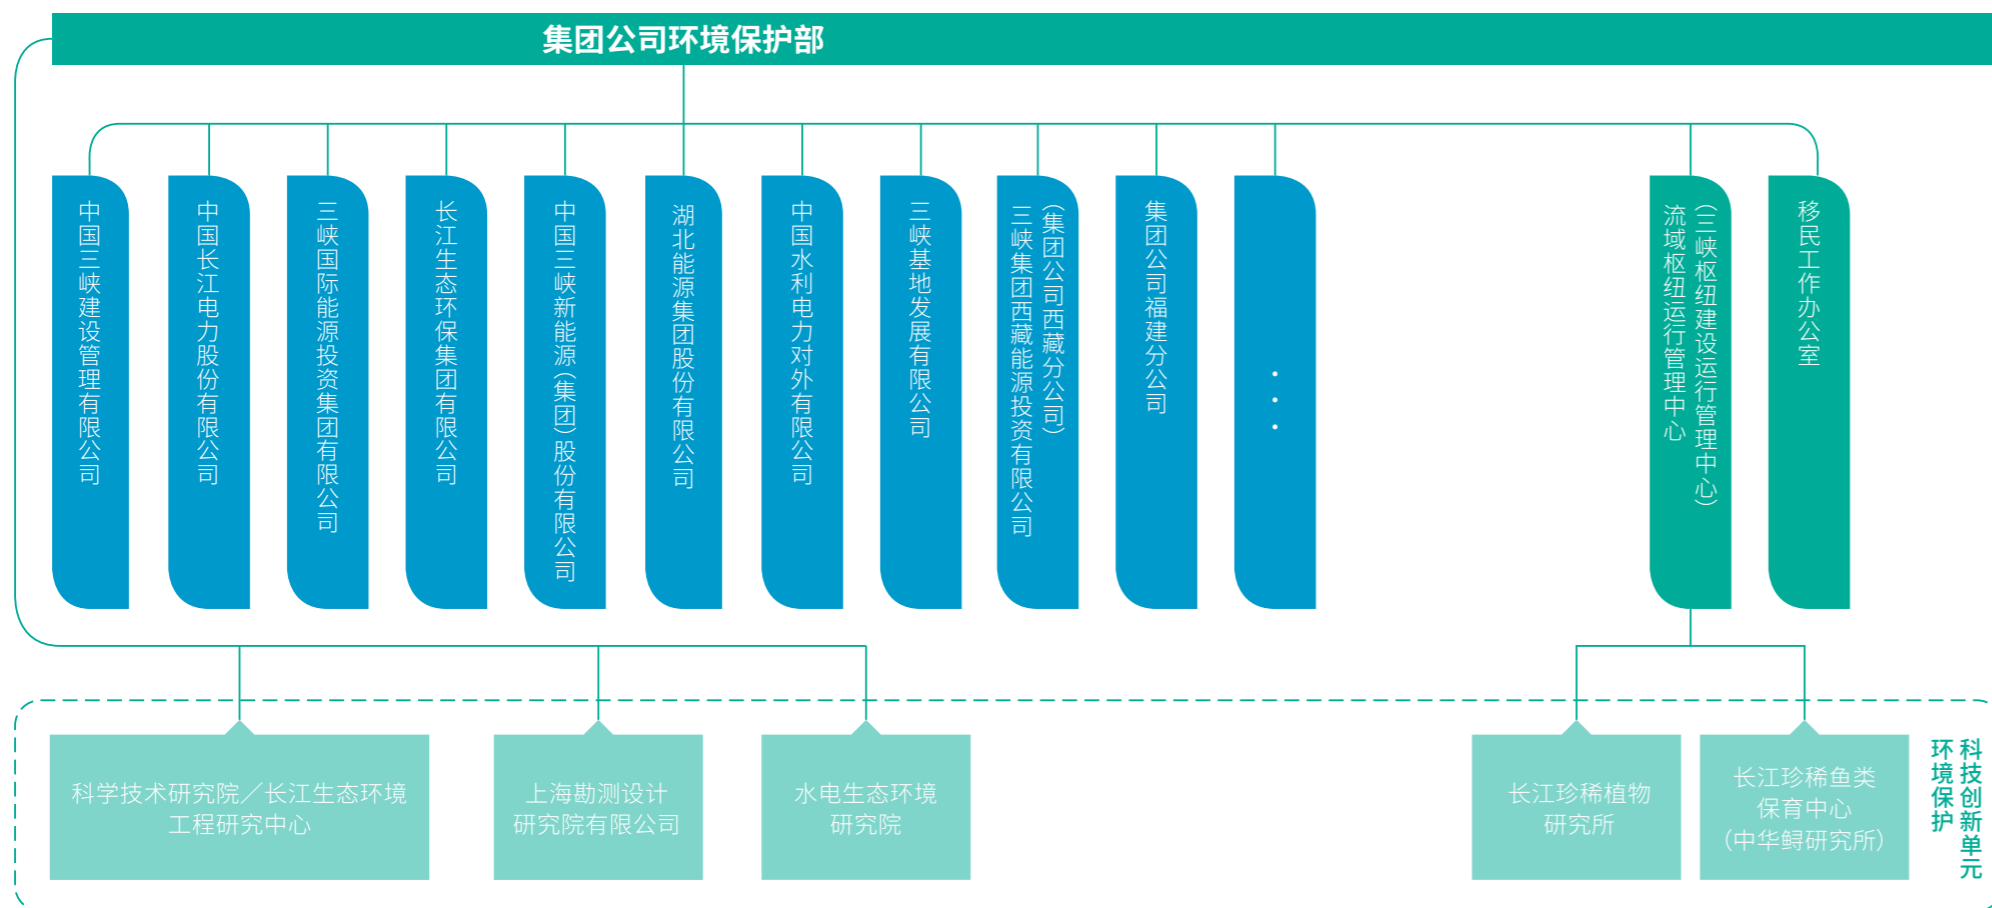 集团公司环境保护部
中国三峡建设管理有限公司
中国长江电力股份有限公司
三峡国际能源投资集团有限公司
长江生态环保集团有限公司
中国三峡新能源（集团）股份有限公司
湖北能源集团股份有限公司
中国水利电力对外有限公司
三峡基地发展有限公司
三峡集团西藏能源投资有限公司
（集团公司西藏分公司）
集团公司福建分公司
...
流域枢纽运行管理中心
（三峡枢纽建设运行管理中心）
移民工作办公室
科学技术研究院／长江生态环境
工程研究中心
上海勘测设计
研究院有限公司
水电生态环境
研究院
长江珍稀植物
研究所
长江珍稀鱼类
保育中心
（中华鲟研究所）
环境保护
科技创新单元